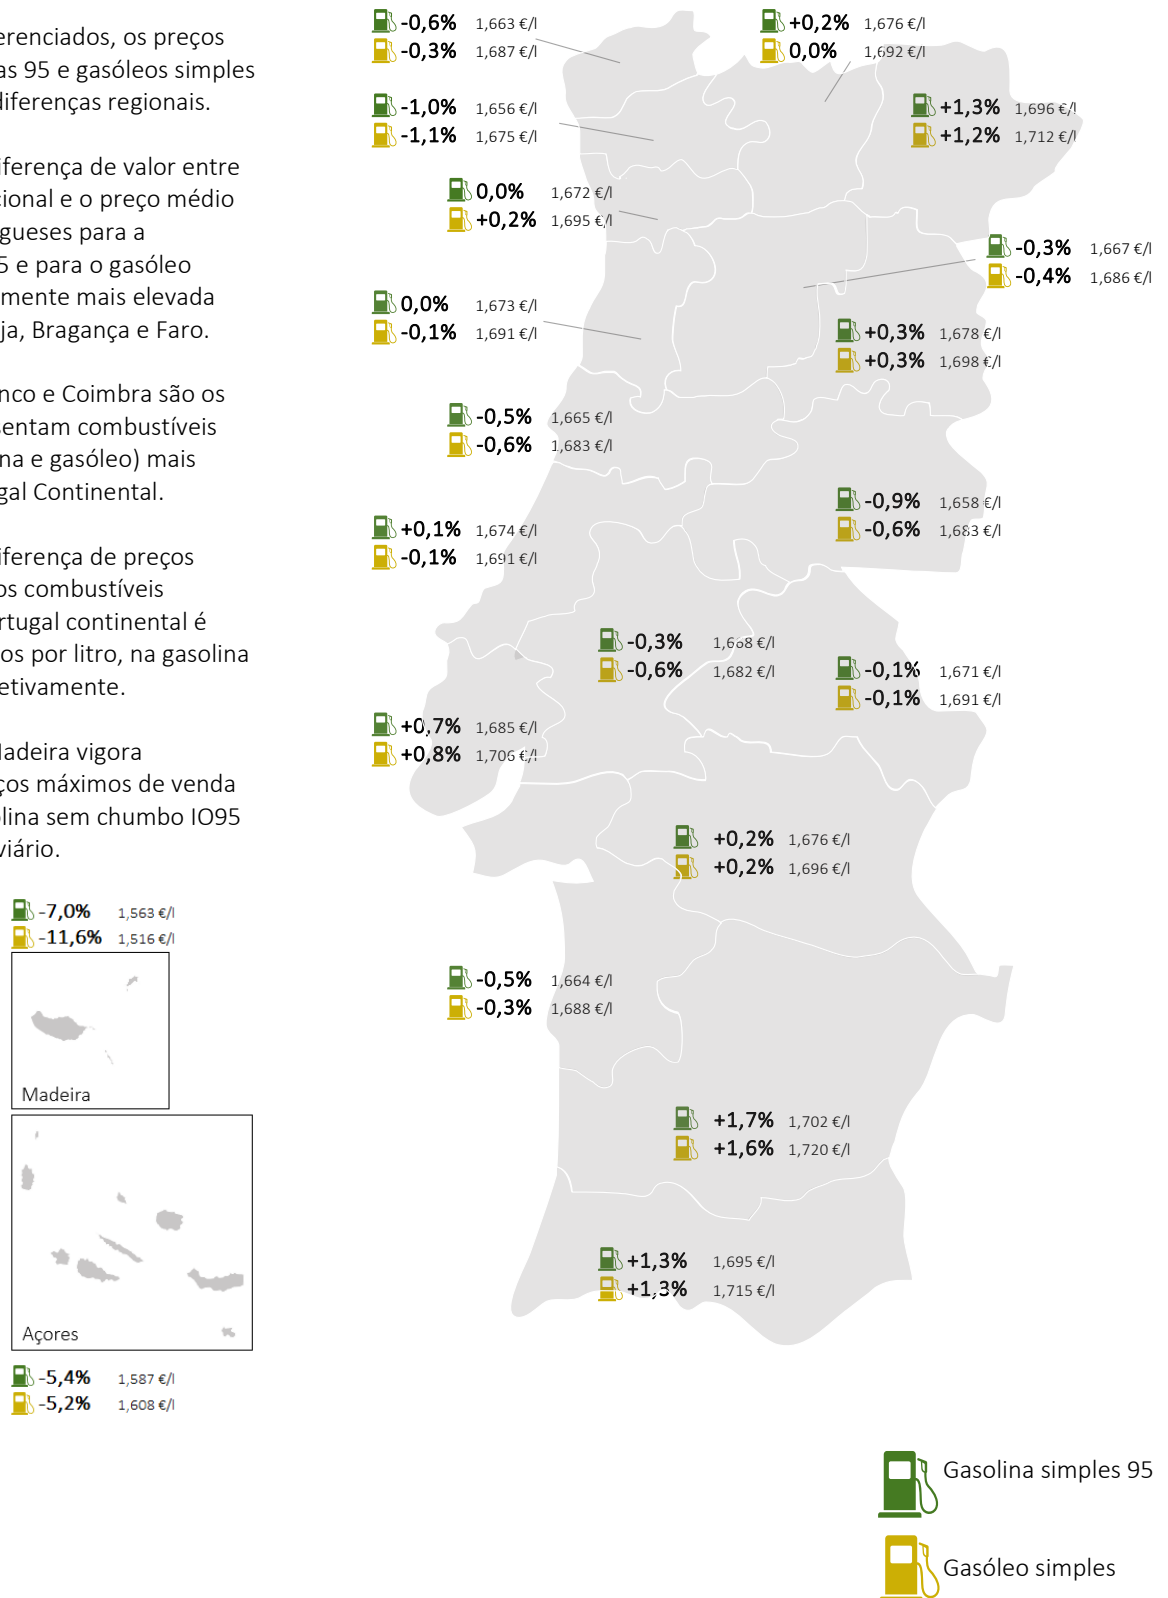 erenciados, os preços
as 95 e gasóleos simples
diferenças regionais.
iferença de valor entre
cional e o preço médio
gueses para a
5 e para o gasóleo
mente mais elevada
ja, Bragança e Faro.
nco e Coimbra são os
sentam combustíveis
na e gasóleo) mais
gal Continental.
iferença de preços
os combustíveis
rtugal continental é
os por litro, na gasolina
etivamente.
Madeira vigora
ços máximos de venda
olina sem chumbo IO95
viário.
-0,6% 1,663 €/l
-0,3% 1,687 €/l
+0,2% 1,676 €/l
0,0% 1,692 €/l
-1,0% 1,656 €/l
-1,1% 1,675 €/l
+1,3% 1,696 €/l
+1,2% 1,712 €/l
0,0% 1,672 €/l
+0,2% 1,695 €/l
-0,3% 1,667 €/l
-0,4% 1,686 €/l
0,0% 1,673 €/l
-0,1% 1,691 €/l
+0,3% 1,678 €/l
+0,3% 1,698 €/l
-0,5% 1,665 €/l
-0,6% 1,683 €/l
-0,9% 1,658 €/l
-0,6% 1,683 €/l
+0,1% 1,674 €/l
-0,1% 1,691 €/l
-0,3% 1,668 €/l
-0,6% 1,682 €/l
-0,1% 1,671 €/l
-0,1% 1,691 €/l
+0,7% 1,685 €/l
+0,8% 1,706 €/l
+0,2% 1,676 €/l
+0,2% 1,696 €/l
-0,5% 1,664 €/l
-0,3% 1,688 €/l
+1,7% 1,702 €/l
+1,6% 1,720 €/l
+1,3% 1,695 €/l
+1,3% 1,715 €/l
-7,0% 1,563 €/l
-11,6% 1,516 €/l
Madeira
Açores
-5,4% 1,587 €/l
-5,2% 1,608 €/l
Gasolina simples 95
Gasóleo simples